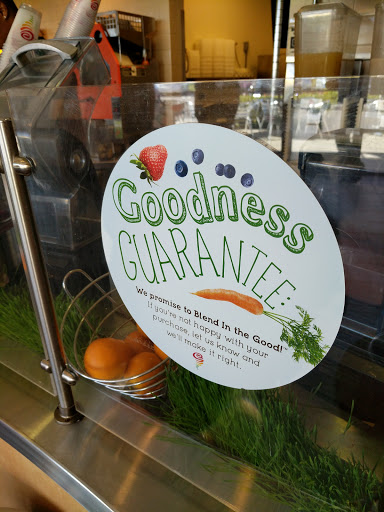 Goodness
GUARANTEE:
We promise to Blend In the Good!
If you're not happy with your
purchase, let us know and
we'll make it right.